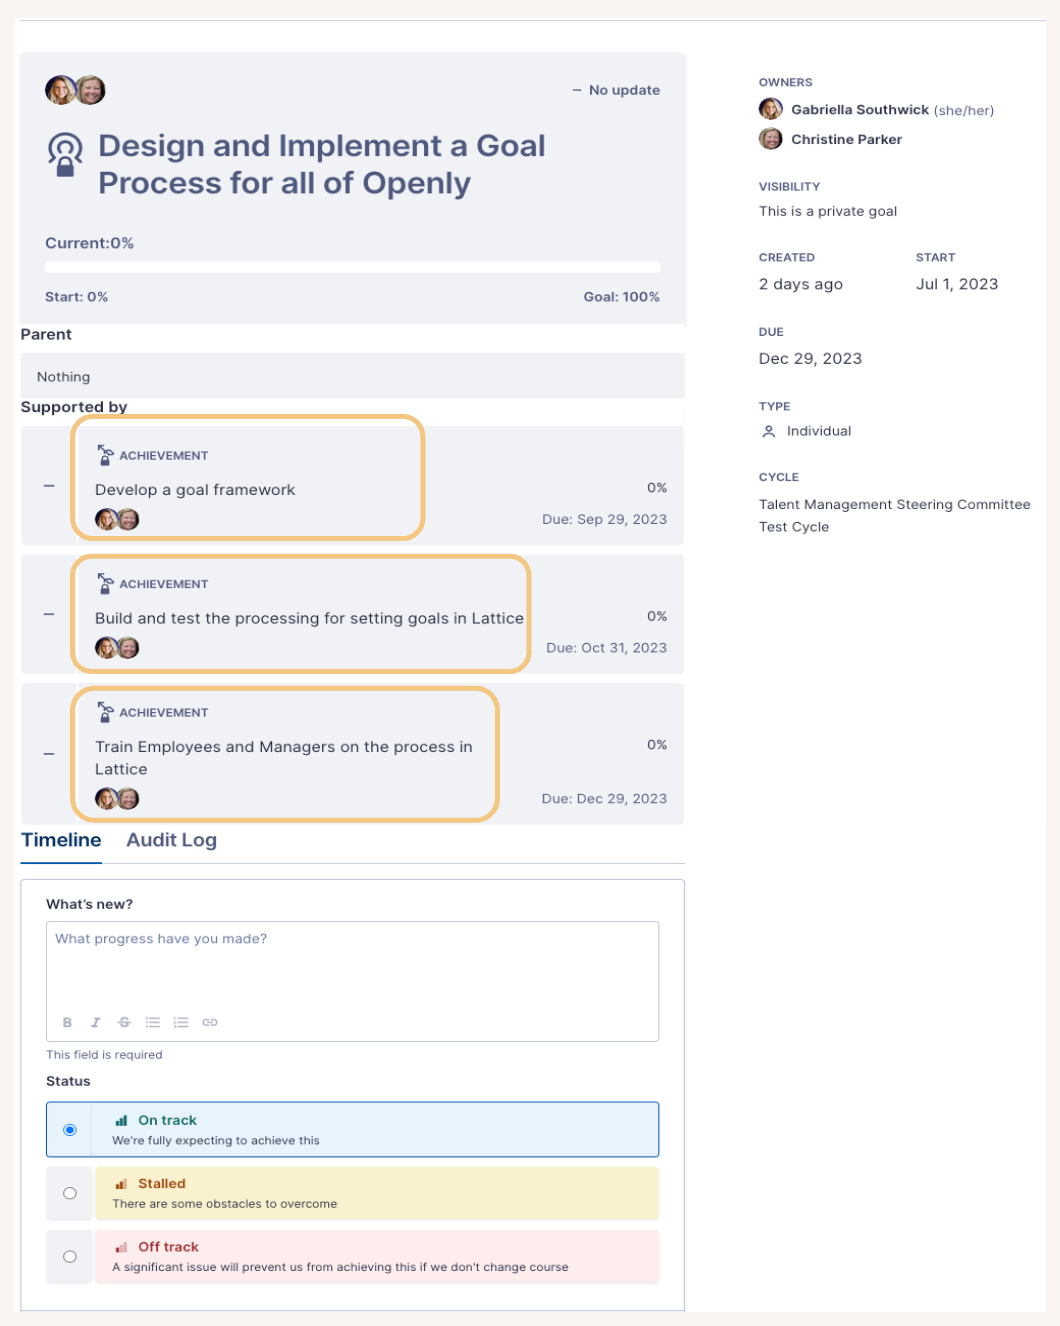 — No update
Design and Implement a Goal
Process for all of Openly
Current:0%
Start: 0%
Goal: 100%
Parent
Nothing
Supported by
ACHIEVEMENT
Develop a goal framework
0%
Due: Sep 29, 2023
ACHIEVEMENT
Build and test the processing for setting goals in Lattice
0%
Due: Oct 31, 2023
ACHIEVEMENT
Train Employees and Managers on the process in
Lattice
0%
Due: Dec 29, 2023
Timeline Audit Log
What's new?
What progress have you made?
B I S
This field is required
Status
On track
We're fully expecting to achieve this
Stalled
There are some obstacles to overcome
Off track
A significant issue will prevent us from achieving this if we don't change course
OWNERS
Gabriella Southwick (she/her)
Christine Parker
VISIBILITY
This is a private goal
CREATED
2 days ago
START
Jul 1, 2023
DUE
Dec 29, 2023
TYPE
Individual
CYCLE
Talent Management Steering Committee
Test Cycle